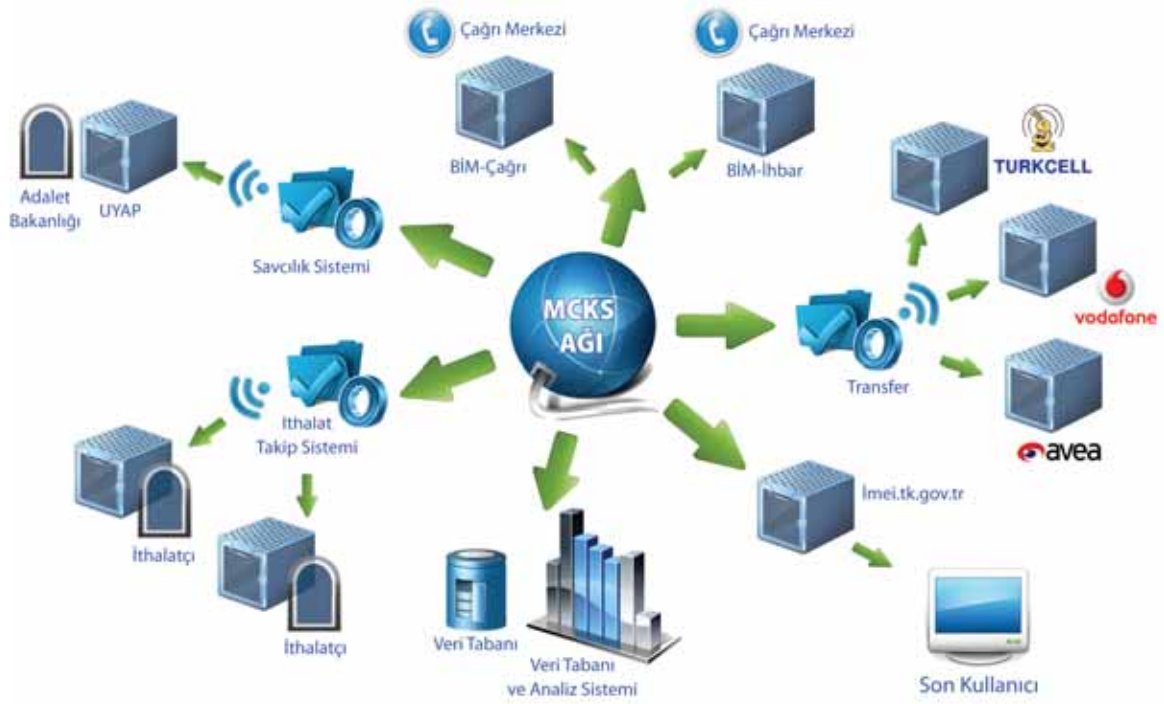 Çağrı Merkezi
Çağrı Merkezi
BİM-Çağrı
BİM-İhbar
TURKCELL
Adalet
Bakanlığı
UYAP
Savcılık Sistemi
MCKS
AĞI
vodafone
Transfer
İthalat
Takip Sistemi
avea
İmei.tk.gov.tr
İthalatçı
İthalatçı
Veri Tabanı
Veri Tabanı
ve Analiz Sistemi
Son Kullanıcı